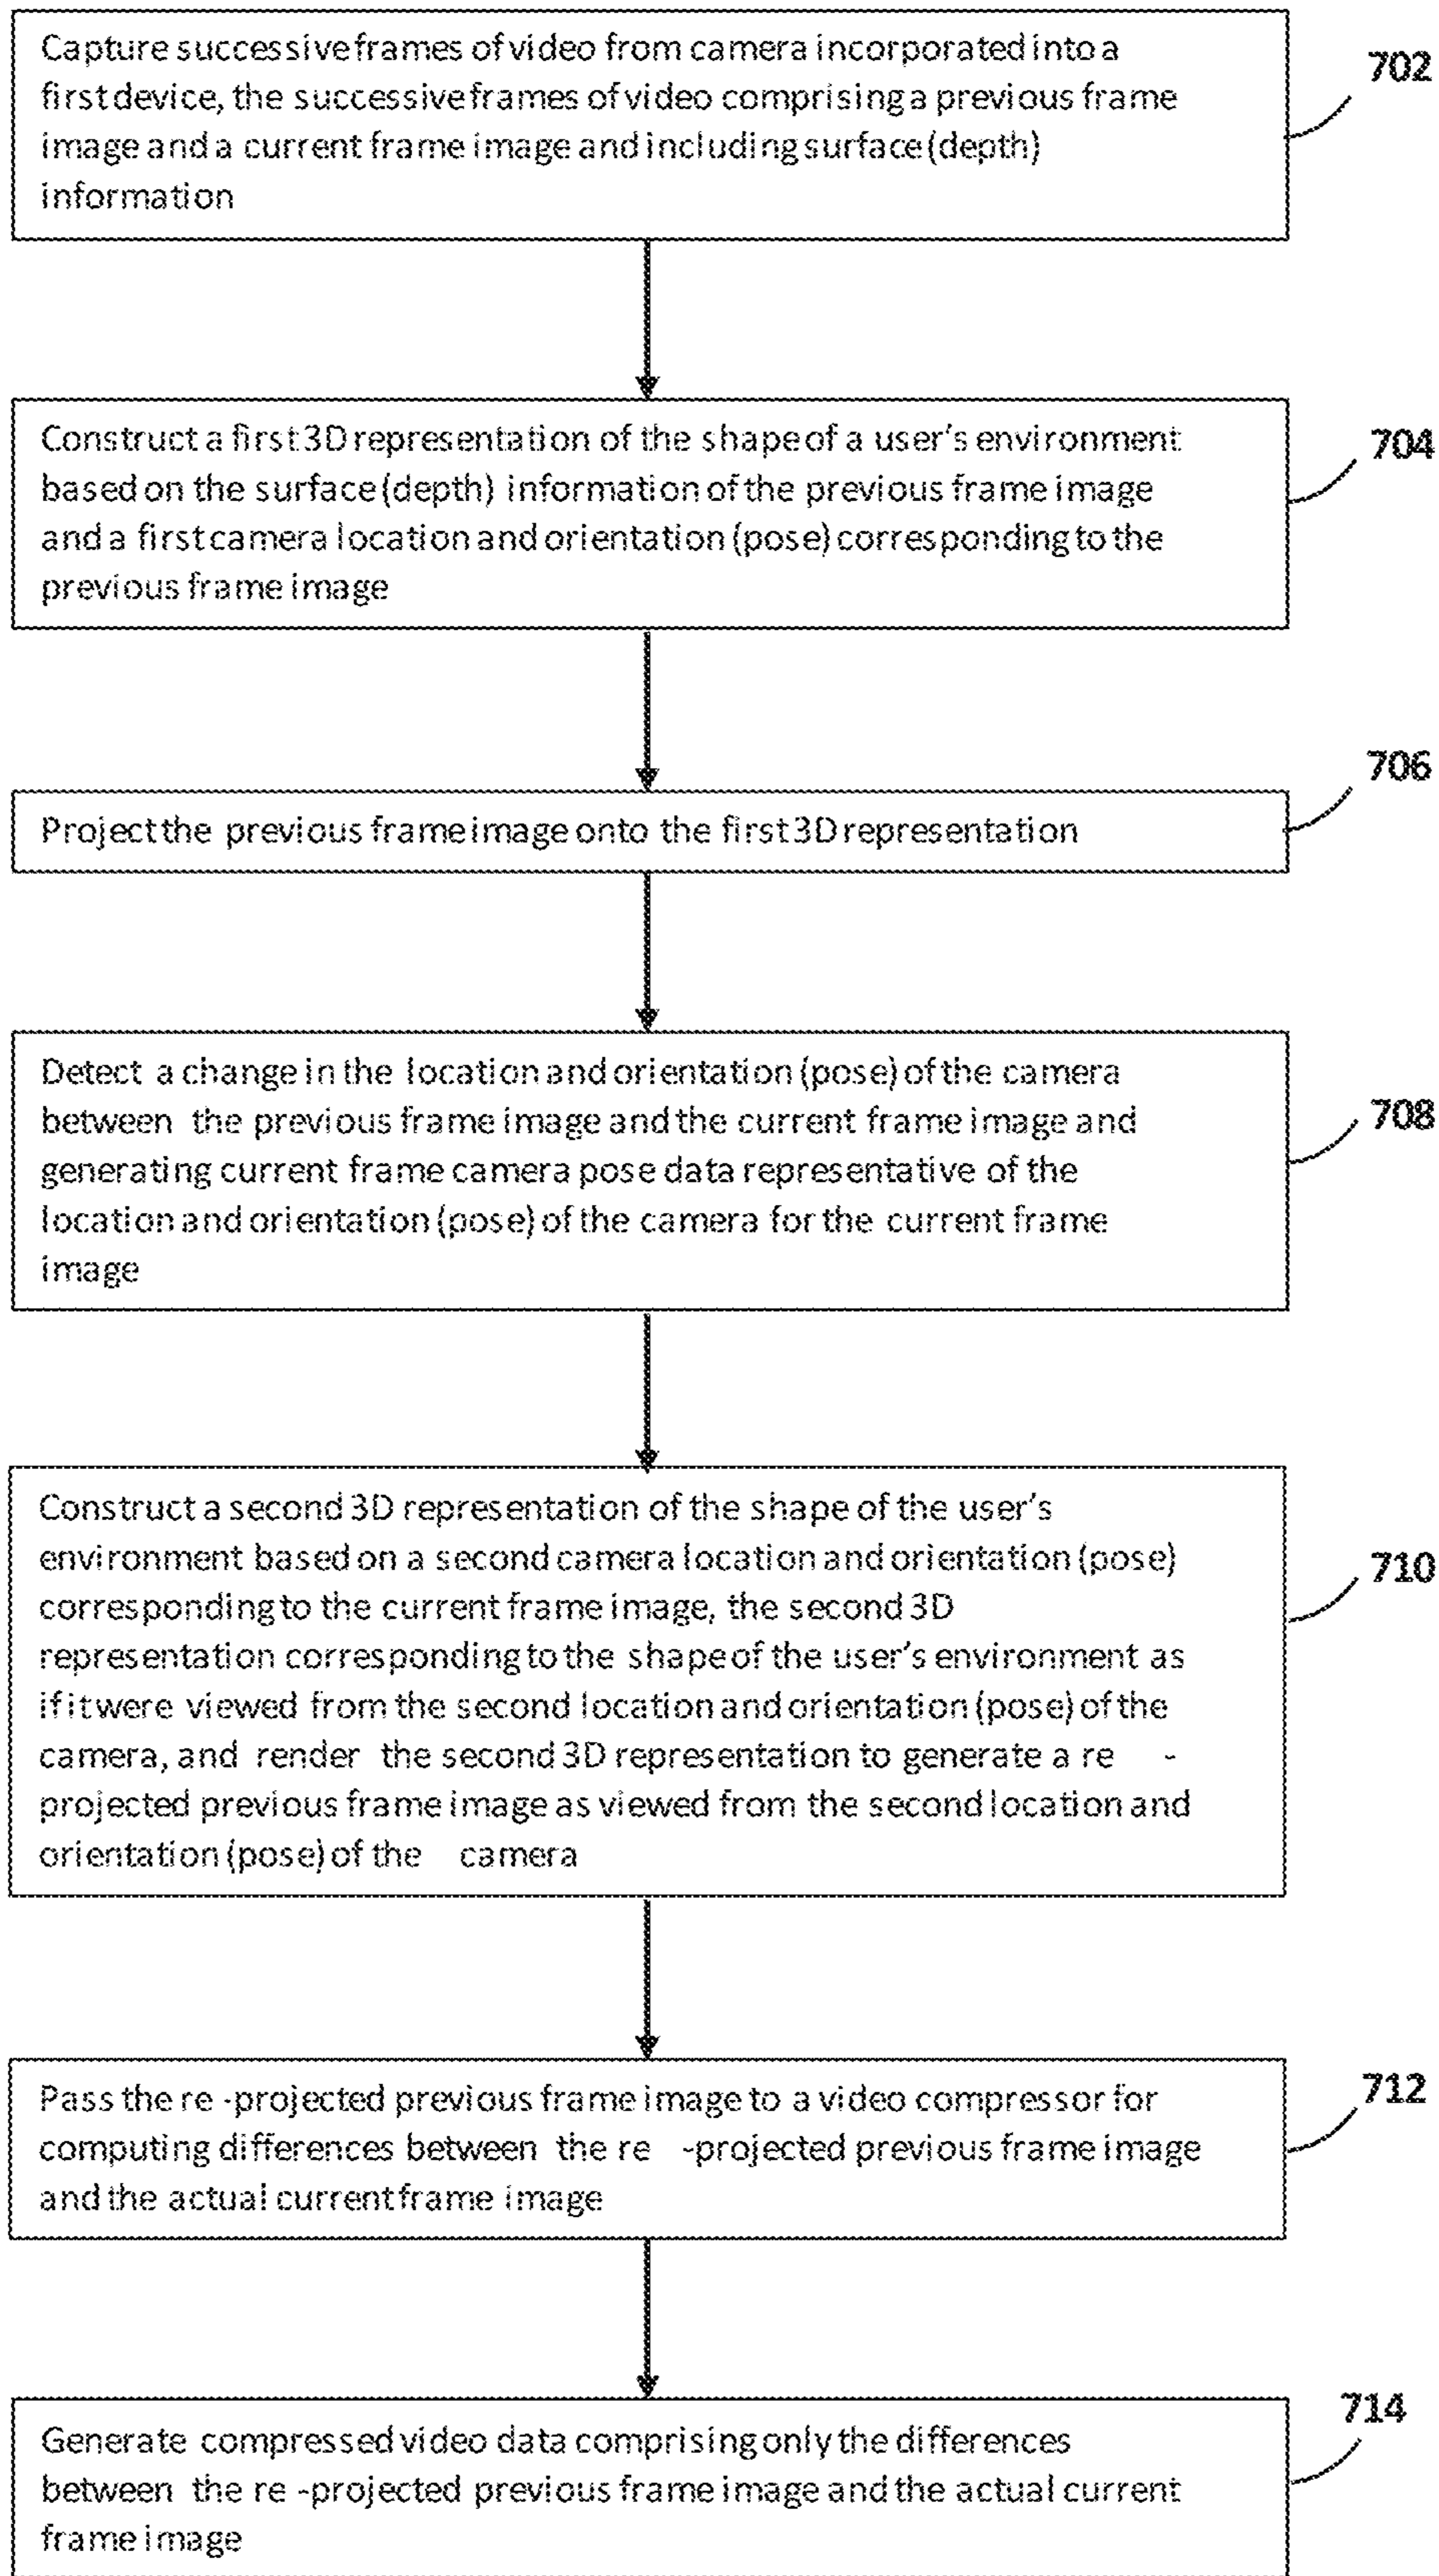 Capture successive frames of video from camera incorporated into a
702
first device, the successive frames of video comprising a previous frame
image and a current frame image and including surface (depth)
information
Construct a first 3D representation of the shape of a user's environment
704
based on the surface (depth) information of the previous frame image
and a first camera location and orientation (pose) corresponding to the
previous frame image
706
Project the previous frame image onto the first 3D representation
Detect a change in the location and orientation (pose) of the camera
between the previous frame image and the current frame image and
708
generating current frame camera pose data representative of the
location and orientation (pose) of the camera for the current frame
image
Construct a second 3D representation of the shape of the user's
environment based on a second camera location and orientation (pose)
710
corresponding to the current frame image, the second 3D
representation corresponding to the shape of the user's environment as
if it were viewed from the second location and orientation (pose) of the
camera, and render the second 3D representation to generate a re -
projected previous frame image as viewed from the second location and
orientation (pose) of the camera
712
Pass the re -projected previous frame image to a video compressor for
computing differences between the re -projected previous frame image
and the actual current frame image
714
Generate compressed video data comprising only the differences
between the re -projected previous frame image and the actual current
frame image